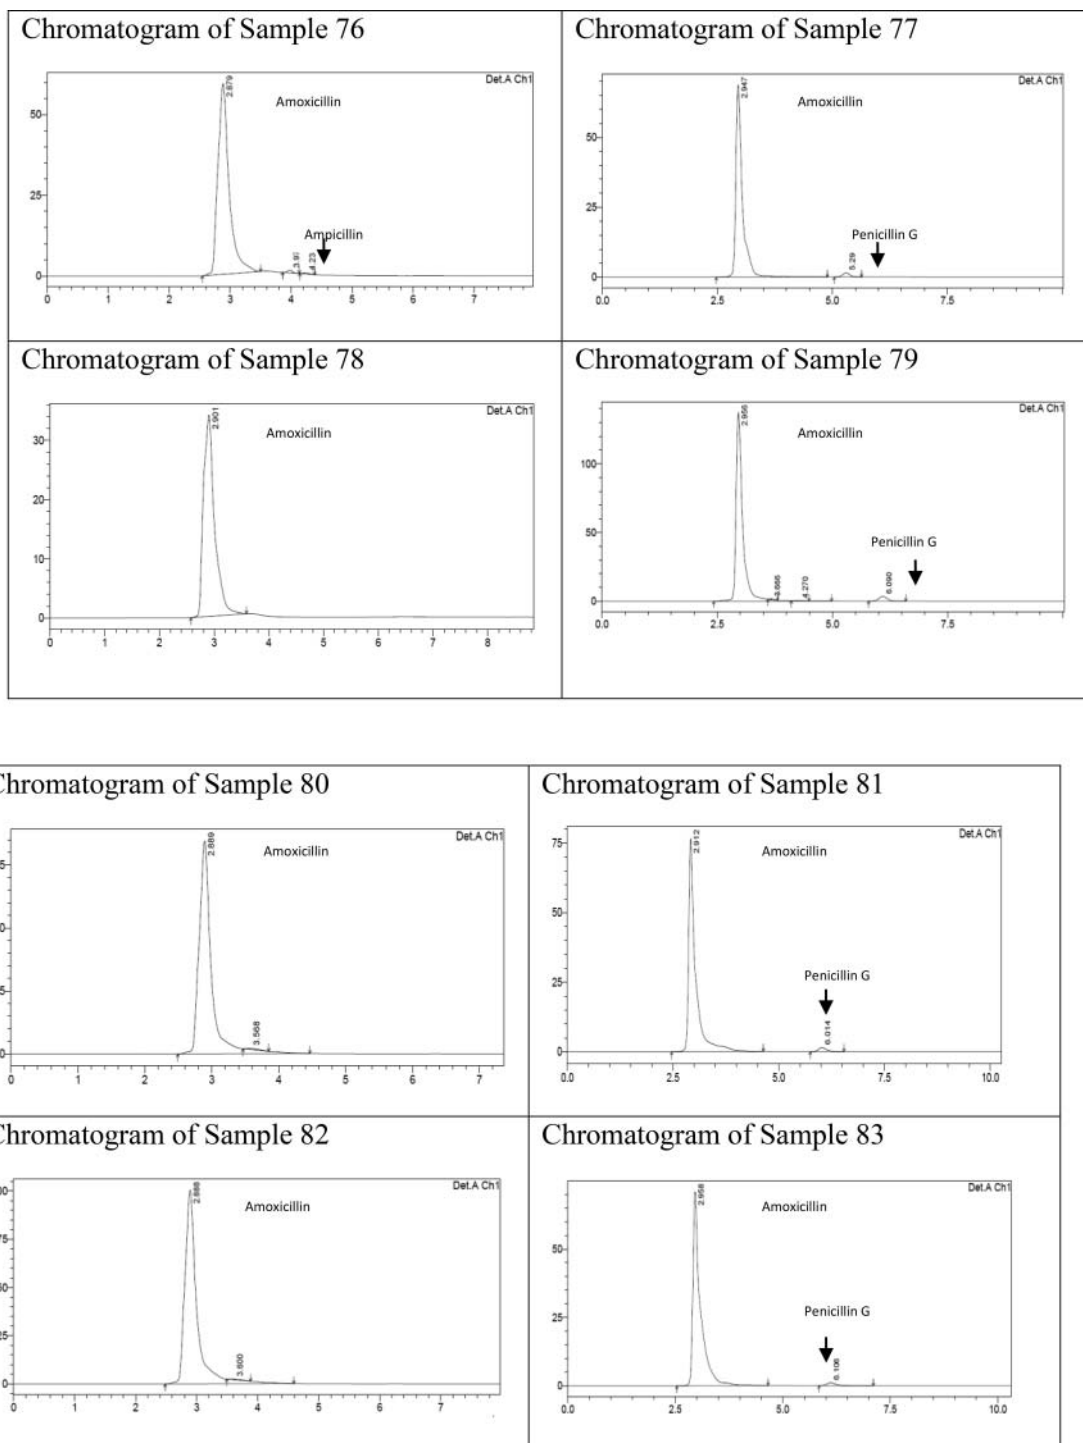 Chromatogram of Sample 76
Det.A Ch1
2.879
Amoxicillin
50
25
Ampicillin
4.23
0
0 1 2 3 4 5 6 7
Chromatogram of Sample 77
Det.A Ch1
2.947
Amoxicillin
50
25
Penicillin G
5.29
0
0.0 2.5 5.0 7.5
Chromatogram of Sample 78
Det.A Ch1
2.901
Amoxicillin
30
20
10
0
0 1 2 3 4 5 6 7 8
Chromatogram of Sample 79
Det.A Ch1
2.956
Amoxicillin
100
50
Penicillin G
3.666
4.270
6.090
0
0.0 2.5 5.0 7.5
Chromatogram of Sample 80
Det.A Ch1
2.889
Amoxicillin
3.568
0 1 2 3 4 5 6 7
Chromatogram of Sample 81
Det.A Ch1
2.912
Amoxicillin
75
50
25
Penicillin G
6.014
0
0.0 2.5 5.0 7.5 10.0
Chromatogram of Sample 82
Det.A Ch1
2.888
Amoxicillin
75
50
25
3.600
0
0 1 2 3 4 5 6 7
Chromatogram of Sample 83
Det.A Ch1
2.958
Amoxicillin
50
25
Penicillin G
6.106
0
0.0 2.5 5.0 7.5 10.0